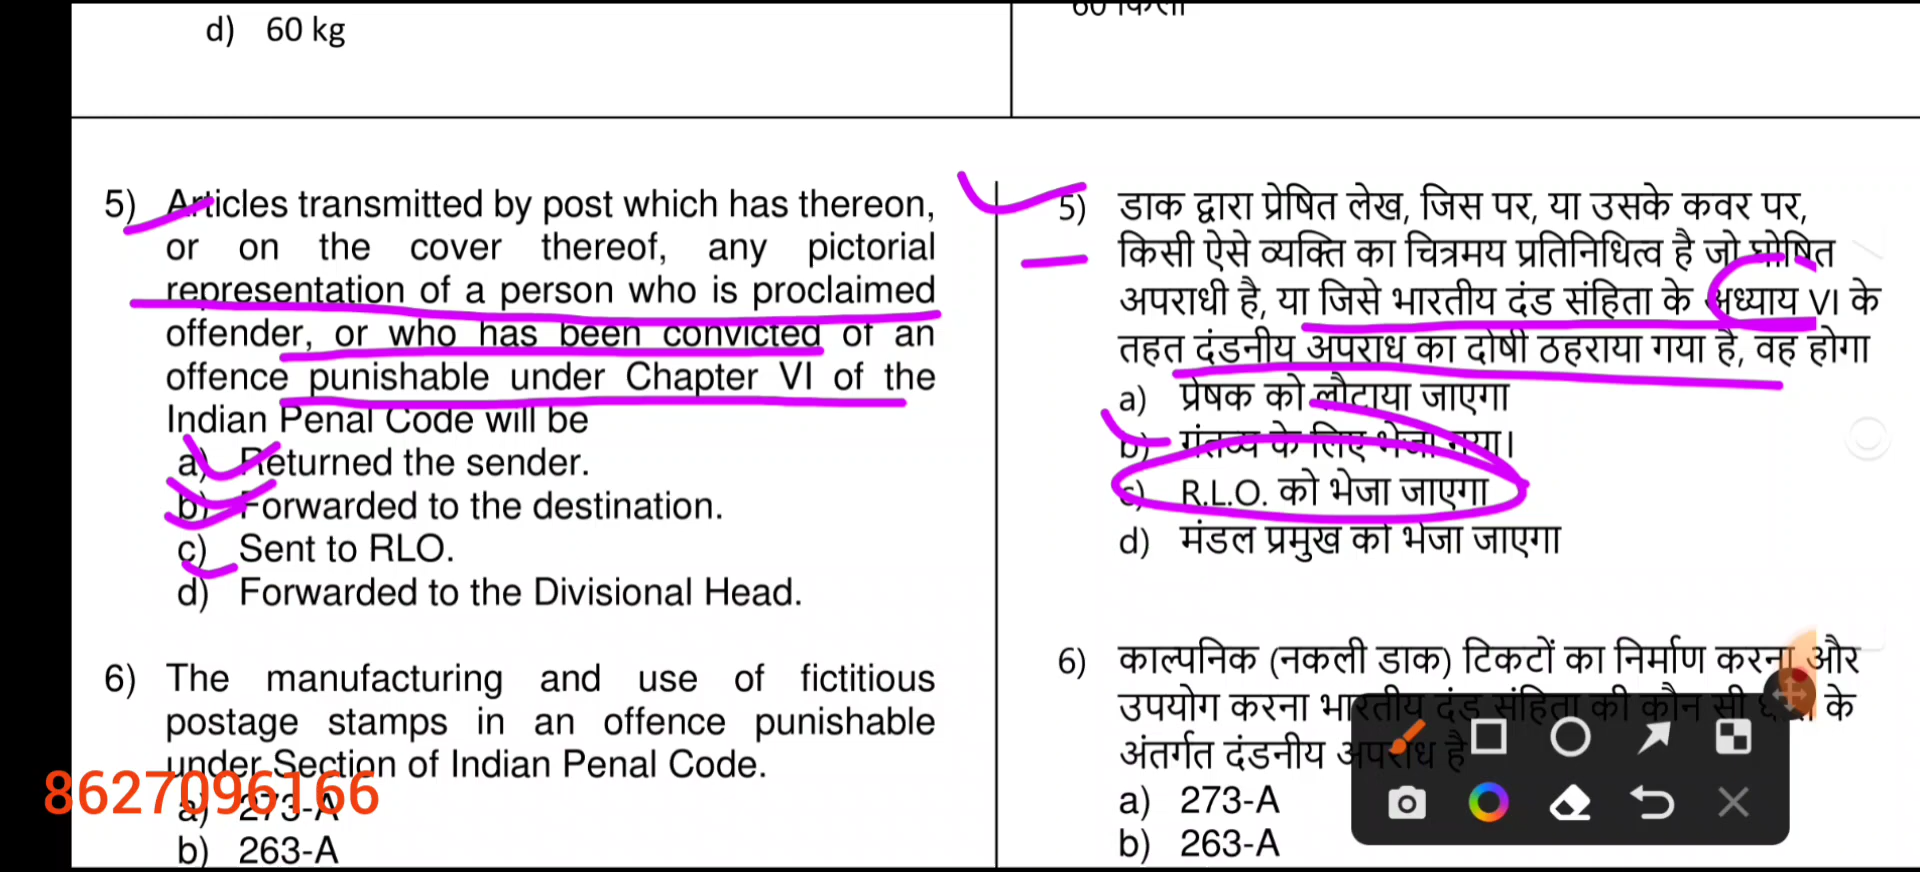 d) 60 kg
5) Articles transmitted by post which has thereon,
or on the cover thereof, any pictorial
representation of a person who is proclaimed
offender, or who has been convicted of an
offence punishable under Chapter VI of the
Indian Penal Code will be
a) Returned the sender.
b) Forwarded to the destination.
c) Sent to RLO.
d) Forwarded to the Divisional Head.
6) The manufacturing and use of fictitious
postage stamps in an offence punishable
under Section of Indian Penal Code.
8627096166
a) 273-A
b) 263-A
5) डाक द्वारा प्रेषित लेख, जिस पर, या उसके कवर पर,
किसी ऐसे व्यक्ति का चित्रमय प्रतिनिधित्व है जो घोषित
अपराधी है, या जिसे भारतीय दंड संहिता के अध्याय VI के
तहत दंडनीय अपराध का दोषी ठहराया गया है, वह होगा
a) प्रेषक को लौटाया जाएगा
b) गंतव्य के लिए भेजा गया।
c) R.L.O. को भेजा जाएगा
d) मंडल प्रमुख को भेजा जाएगा
6) काल्पनिक (नकली डाक) टिकटों का निर्माण करना और
उपयोग करना भारतीय दंड संहिता की कौन सी के
अंतर्गत दंडनीय अपराध है
a) 273-A
b) 263-A